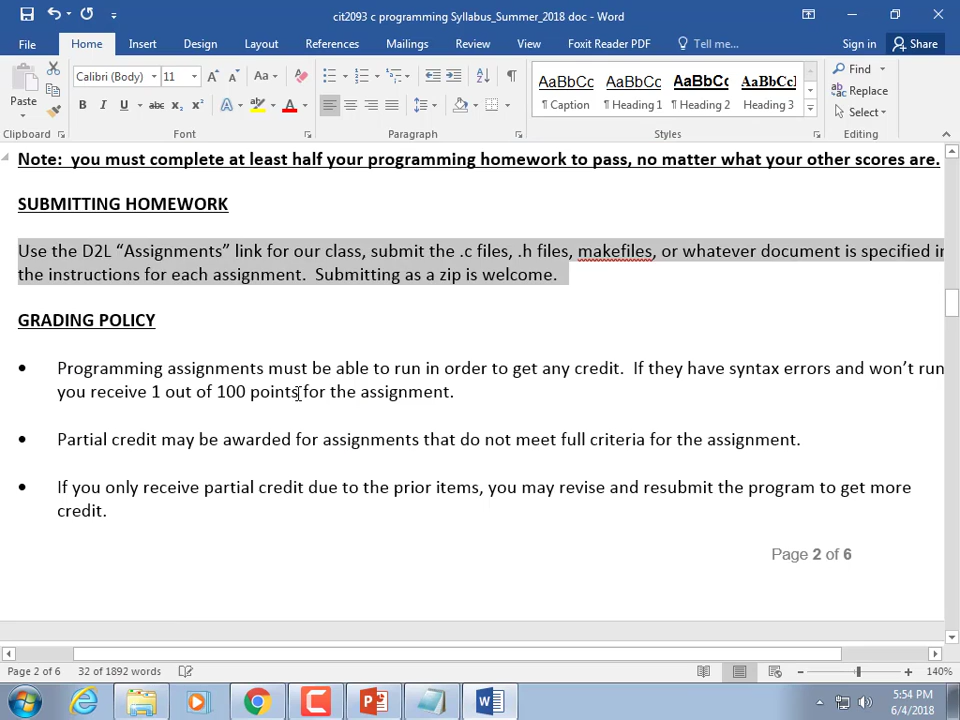 cit2093 c programming Syllabus_Summer_2018 doc - Word
File Home Insert Design Layout References Mailings Review View Foxit Reader PDF Tell me... Sign in Share
Paste
Calibri (Body) 11
Clipboard Font Paragraph Styles Editing
AaBbCc AaBbCc AaBbCc AaBbCcI
¶ Caption ¶ Heading 1 ¶ Heading 2 Heading 3
Find
Replace
Select
Note: you must complete at least half your programming homework to pass, no matter what your other scores are.
SUBMITTING HOMEWORK
Use the D2L “Assignments” link for our class, submit the .c files, .h files, makefiles, or whatever document is specified in
the instructions for each assignment. Submitting as a zip is welcome.
GRADING POLICY
• Programming assignments must be able to run in order to get any credit. If they have syntax errors and won’t run
you receive 1 out of 100 points for the assignment.
• Partial credit may be awarded for assignments that do not meet full criteria for the assignment.
• If you only receive partial credit due to the prior items, you may revise and resubmit the program to get more
credit.
Page 2 of 6
Page 2 of 6 32 of 1892 words 140%
5:54 PM
6/4/2018